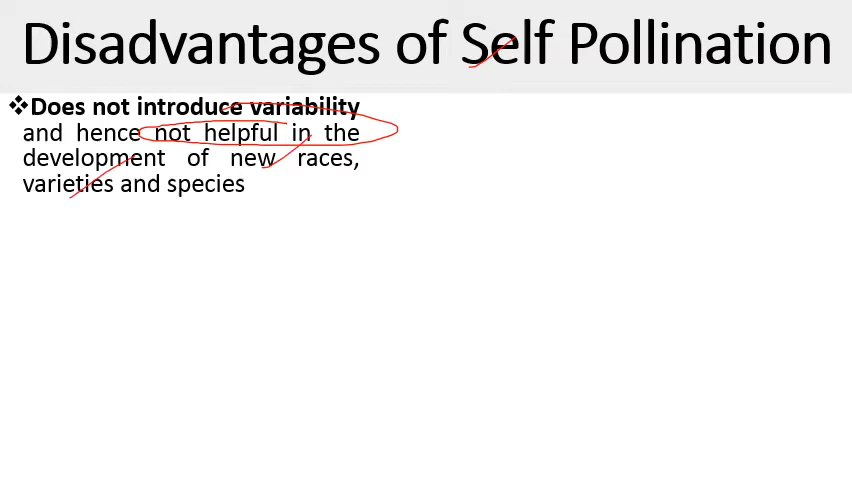 Disadvantages of Self Pollination
❖Does not introduce variability
and hence not helpful in the
development of new races,
varieties and species